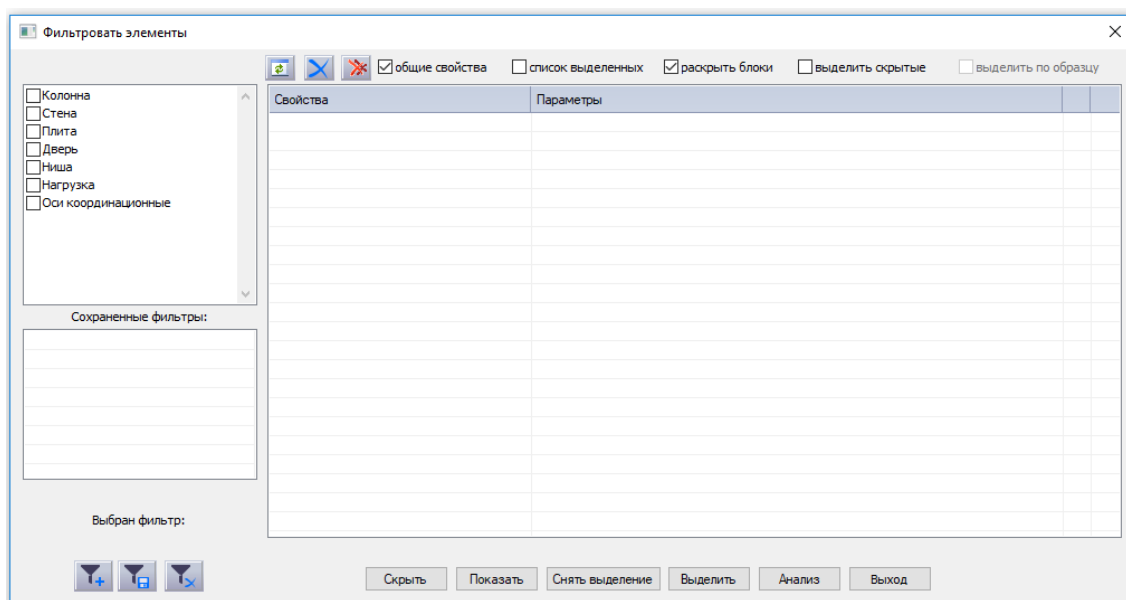 Фильтровать элементы
общие свойства список выделенных раскрыть блоки выделить скрытые выделить по образцу
Колонна
Стена
Плита
Дверь
Ниша
Нагрузка
Оси координационные
Свойства Параметры
Сохраненные фильтры:
Выбран фильтр:
Скрыть Показать Снять выделение Выделить Анализ Выход